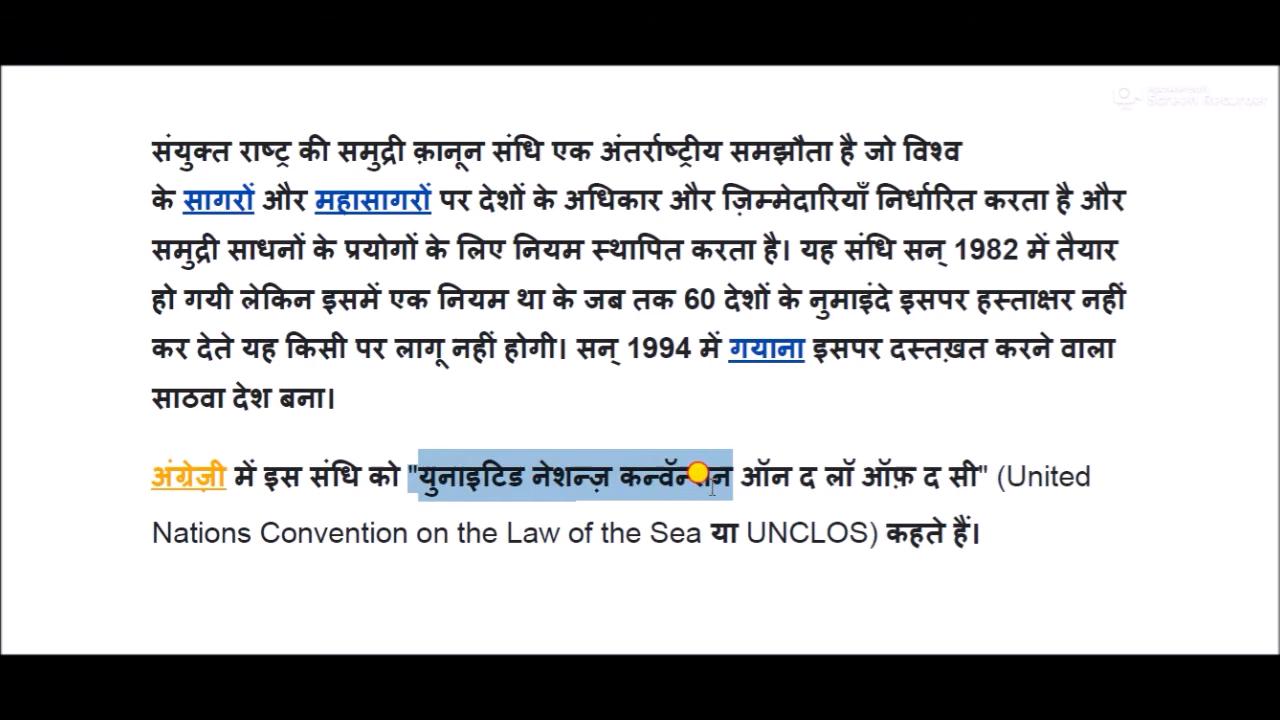 Screen Recorder
संयुक्त राष्ट्र की समुद्री क़ानून संधि एक अंतर्राष्ट्रीय समझौता है जो विश्व
के सागरों और महासागरों पर देशों के अधिकार और ज़िम्मेदारियाँ निर्धारित करता है और
समुद्री साधनों के प्रयोगों के लिए नियम स्थापित करता है। यह संधि सन् 1982 में तैयार
हो गयी लेकिन इसमें एक नियम था के जब तक 60 देशों के नुमाइंदे इसपर हस्ताक्षर नहीं
कर देते यह किसी पर लागू नहीं होगी। सन् 1994 में गयाना इसपर दस्तख़त करने वाला
साठवा देश बना।
अंग्रेज़ी में इस संधि को "युनाइटिड नेशन्ज़ कन्वॅन्शन ऑन द लॉ ऑफ़ द सी" (United
Nations Convention on the Law of the Sea या UNCLOS) कहते हैं।